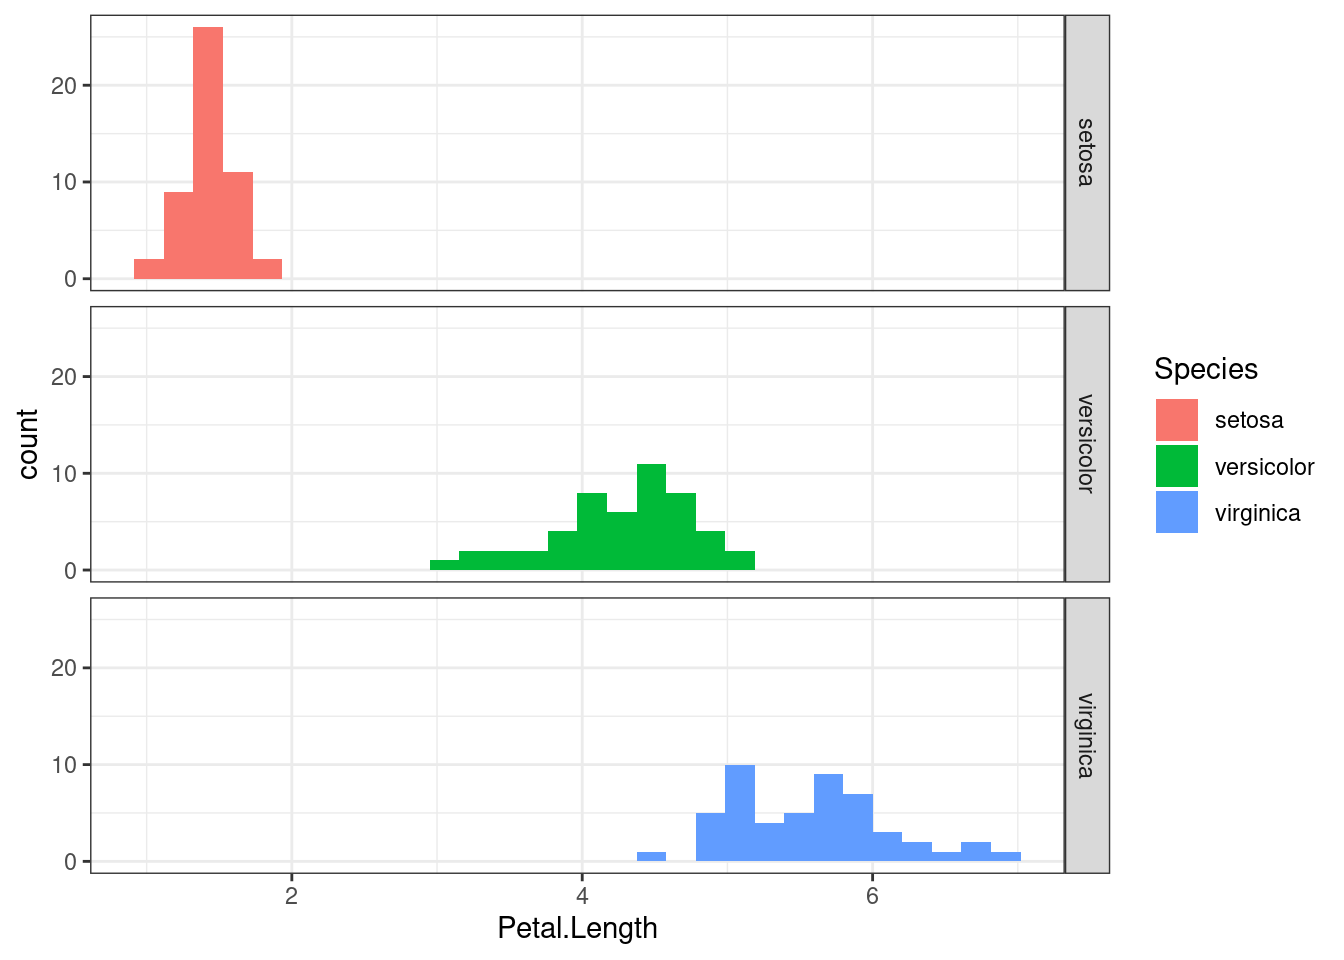 20
10
0
setosa
20
10
0
versicolor
20
10
0
virginica
2 4 6
Petal.Length
count
Species
setosa
versicolor
virginica